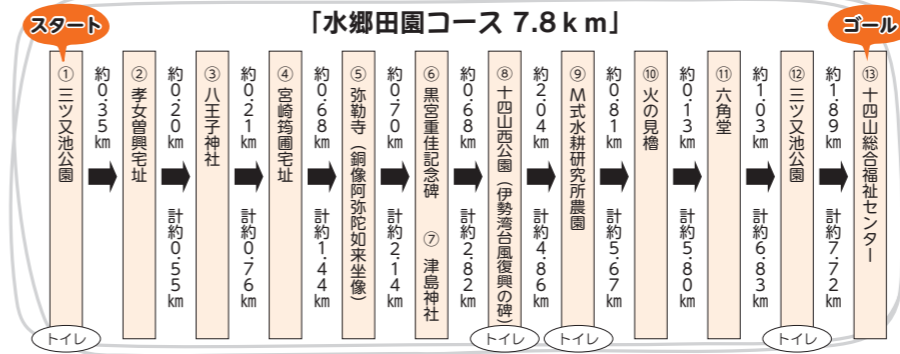 「水郷田園コース 7.8km」
スタート
ゴール
① 三ツ又池公園
トイレ
約0.35km
計約0.55km
② 孝女曽興宅址
約0.20km
③ 八王子神社
約0.21km
計約0.76km
④ 宮崎筠圃宅址
約0.68km
計約1.44km
⑤ 弥勒寺（銅像阿弥陀如来坐像）
約0.70km
計約2.14km
⑥ 黒宮重佳記念碑 ⑦ 津島神社
約0.68km
計約2.82km
⑧ 十四山西公園（伊勢湾台風復興の碑）
トイレ
約2.04km
計約4.86km
⑨ M式水耕研究所農園
トイレ
約0.81km
計約5.67km
⑩ 火の見櫓
約0.13km
計約5.80km
⑪ 六角堂
約1.03km
計約6.83km
⑫ 三ツ又池公園
トイレ
約1.89km
計約7.72km
⑬ 十四山総合福祉センター